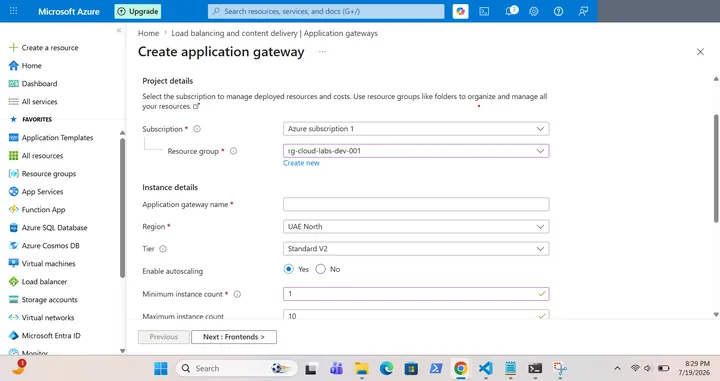 Microsoft Azure
Upgrade
Search resources, services, and docs (G+/)
1
Create a resource
Home
Dashboard
All services
FAVORITES
Application Templates
All resources
Resource groups
App Services
Function App
Azure SQL Database
Azure Cosmos DB
Virtual machines
Load balancer
Storage accounts
Virtual networks
Microsoft Entra ID
Monitor
Home > Load balancing and content delivery | Application gateways >
Create application gateway ...
Project details
Select the subscription to manage deployed resources and costs. Use resource groups like folders to organize and manage all
your resources.
Subscription * Azure subscription 1
Resource group * rg-cloud-labs-dev-001
Create new
Instance details
Application gateway name *
Region * UAE North
Tier Standard V2
Enable autoscaling Yes No
Minimum instance count * 1
Maximum instance count 10
Previous Next : Frontends >
1
Search
8:29 PM
7/19/2026